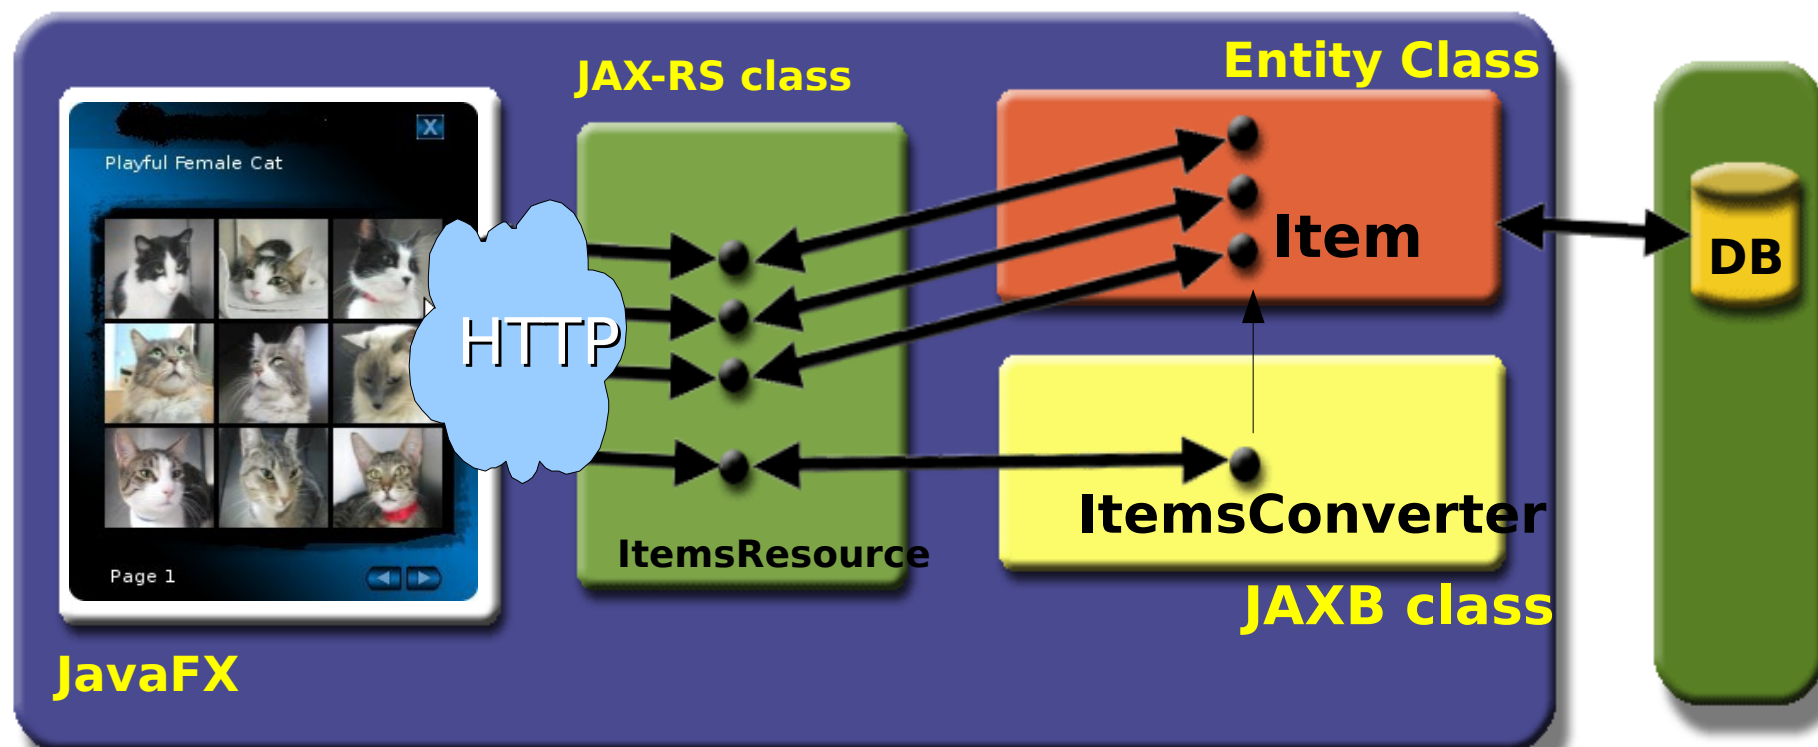 Entity Class
JAX-RS class
X
Playful Female Cat
Item
DB
HTTP
ItemsConverter
ItemsResource
Page 1
JAXB class
JavaFX